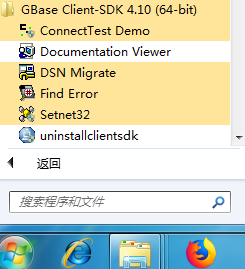 GBase Client-SDK 4.10 (64-bit)
ConnectTest Demo
Documentation Viewer
DSN Migrate
Find Error
Setnet32
uninstallclientsdk
返回
搜索程序和文件